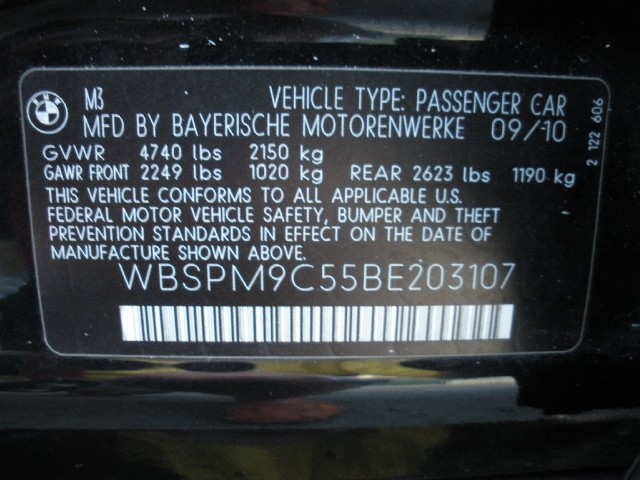 BMW
M3 VEHICLE TYPE: PASSENGER CAR
MFD BY BAYERISCHE MOTORENWERKE 09/10
GVWR 4740 lbs 2150 kg
GAWR FRONT 2249 lbs 1020 kg REAR 2623 lbs 1190 kg
THIS VEHICLE CONFORMS TO ALL APPLICABLE U.S.
FEDERAL MOTOR VEHICLE SAFETY, BUMPER AND THEFT
PREVENTION STANDARDS IN EFFECT ON THE DATE OF
MANUFACTURE SHOWN ABOVE.
WBSPM9C55BE203107
2 122 606